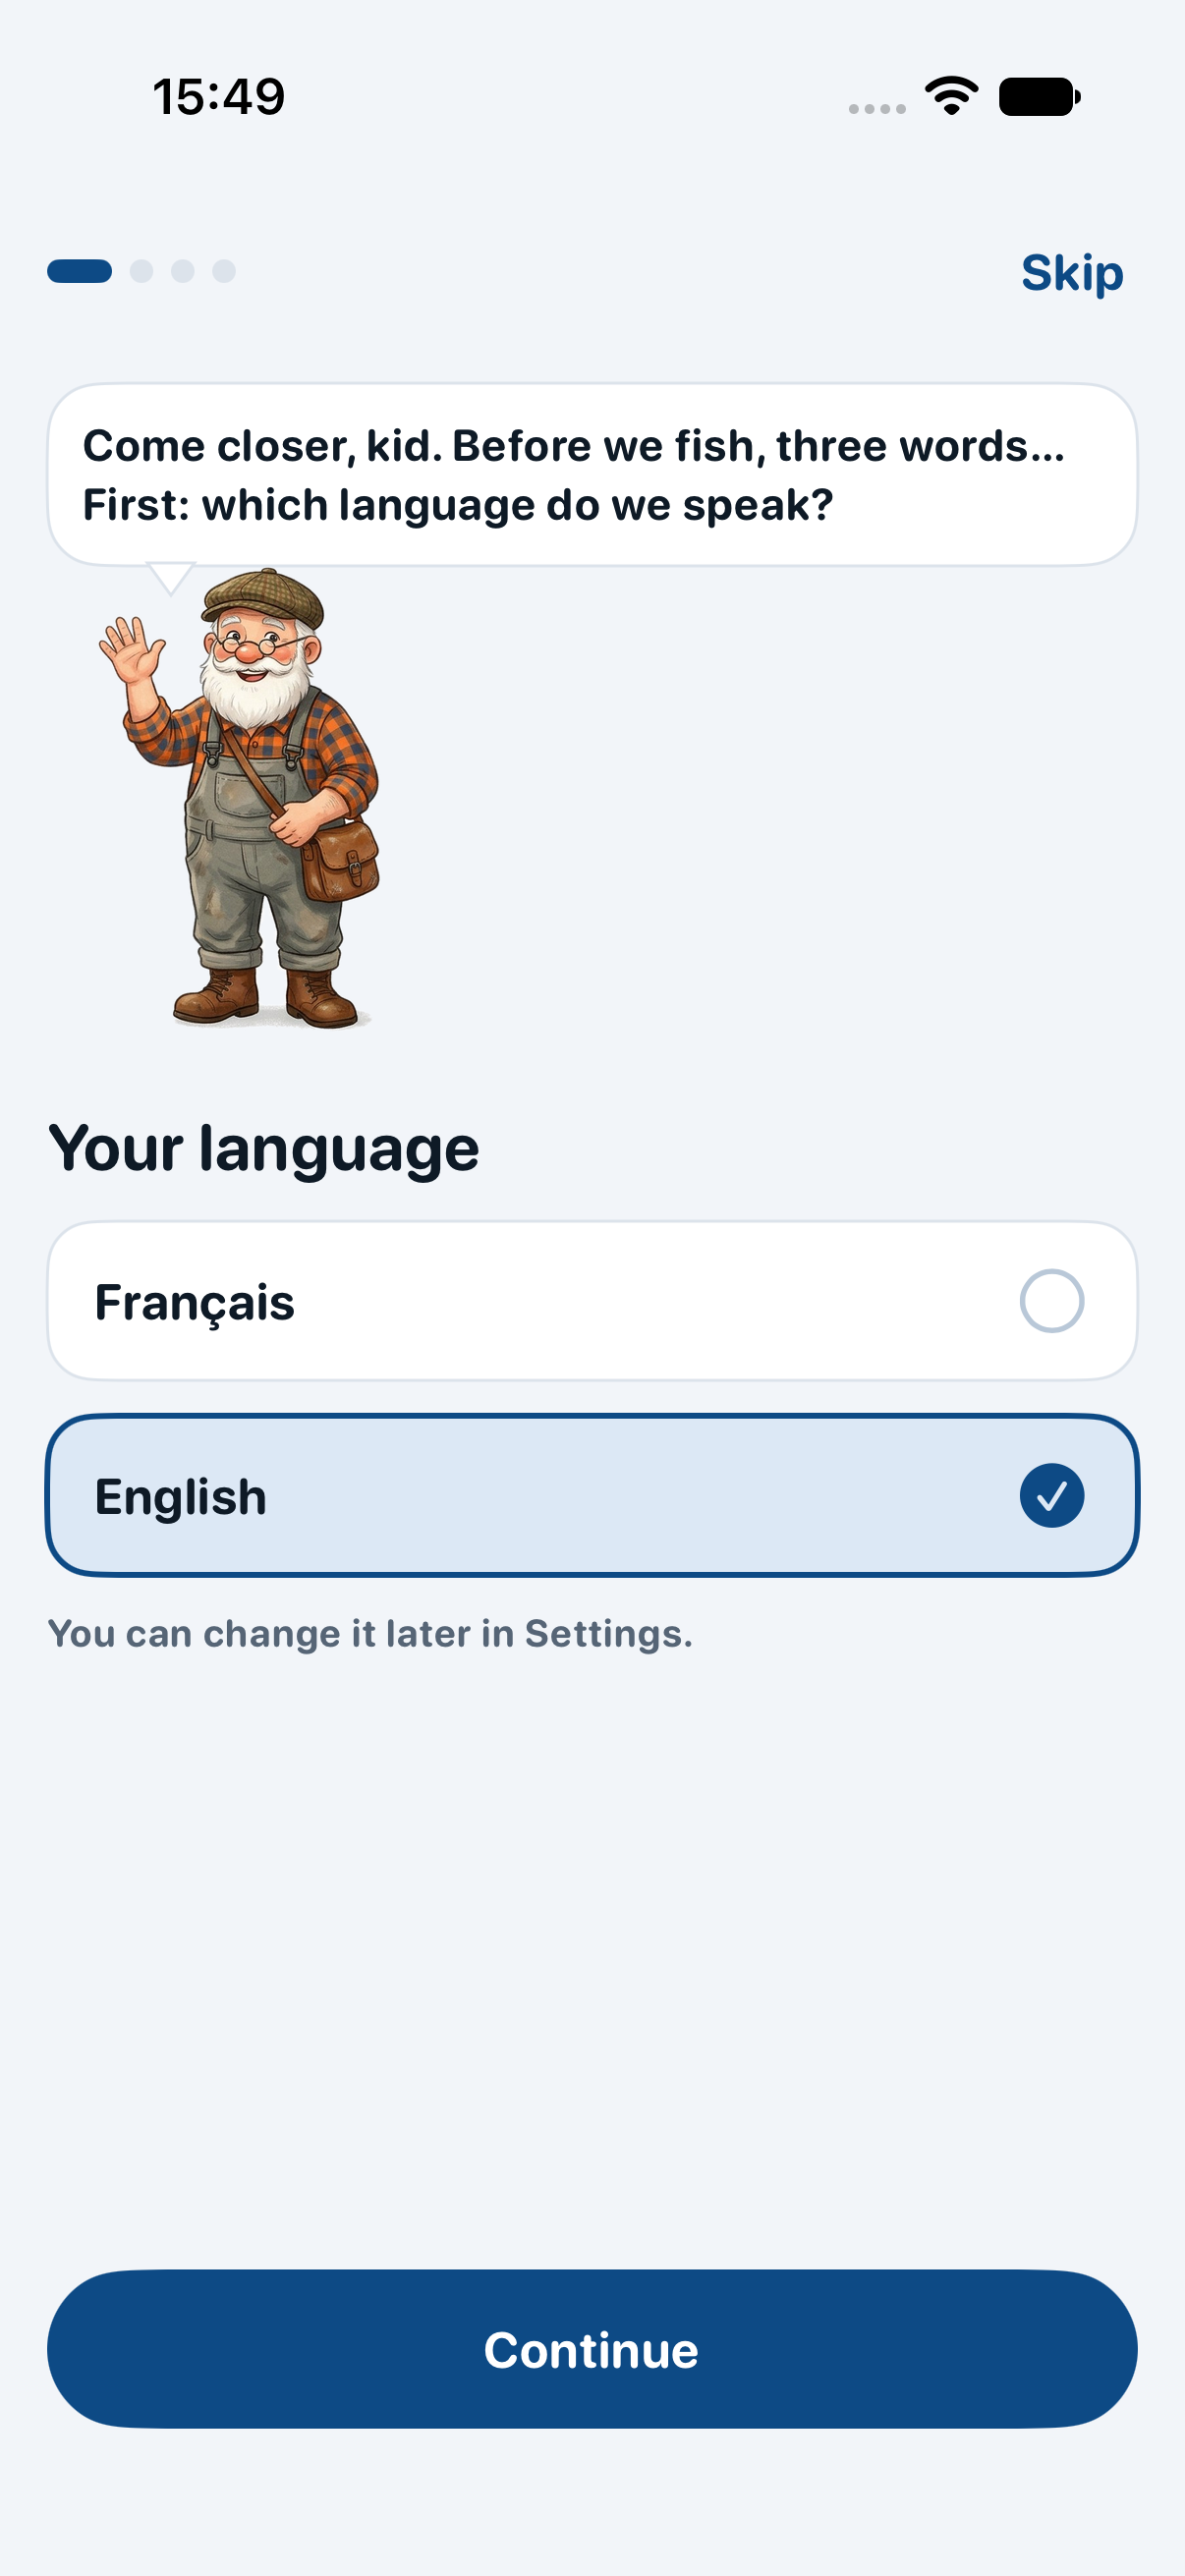 15:49
Skip
Come closer, kid. Before we fish, three words...
First: which language do we speak?
Your language
Français
English
You can change it later in Settings.
Continue